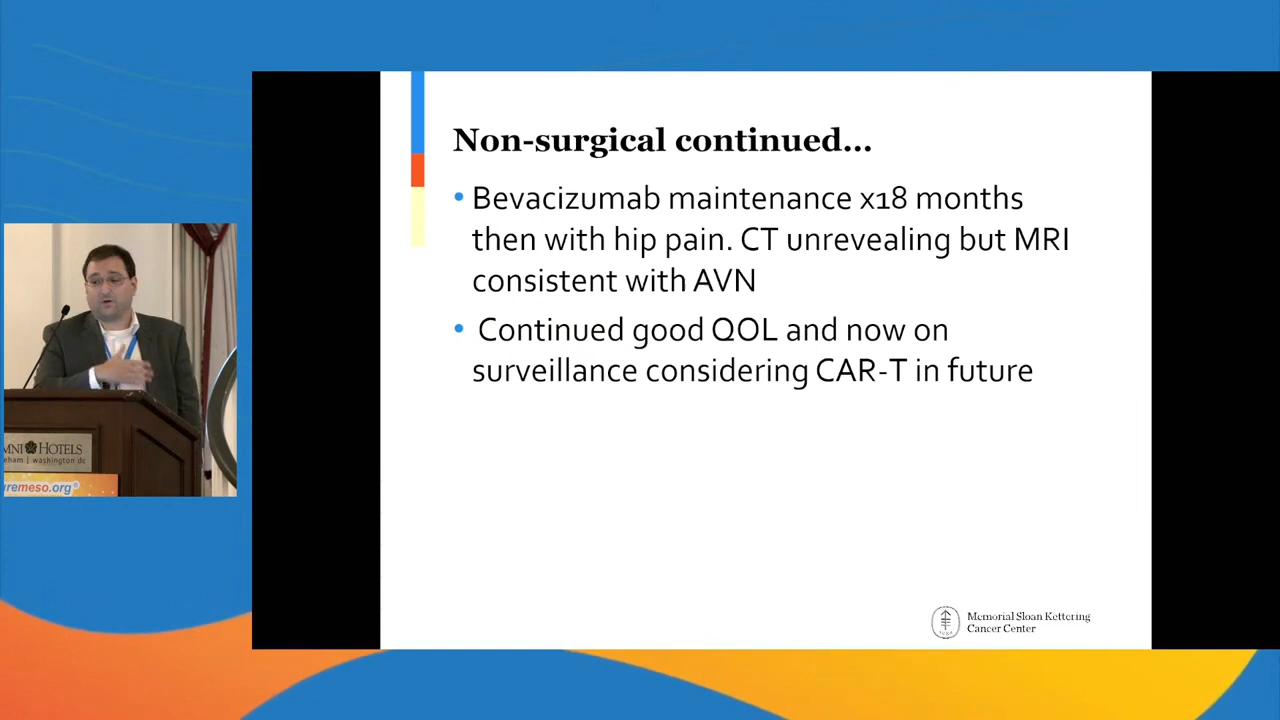 Non-surgical continued...
• Bevacizumab maintenance x18 months
then with hip pain. CT unrevealing but MRI
consistent with AVN
• Continued good QOL and now on
surveillance considering CAR-T in future
Memorial Sloan Kettering
Cancer Center
MNI HOTELS
eham | washington dc
uremeso.org®